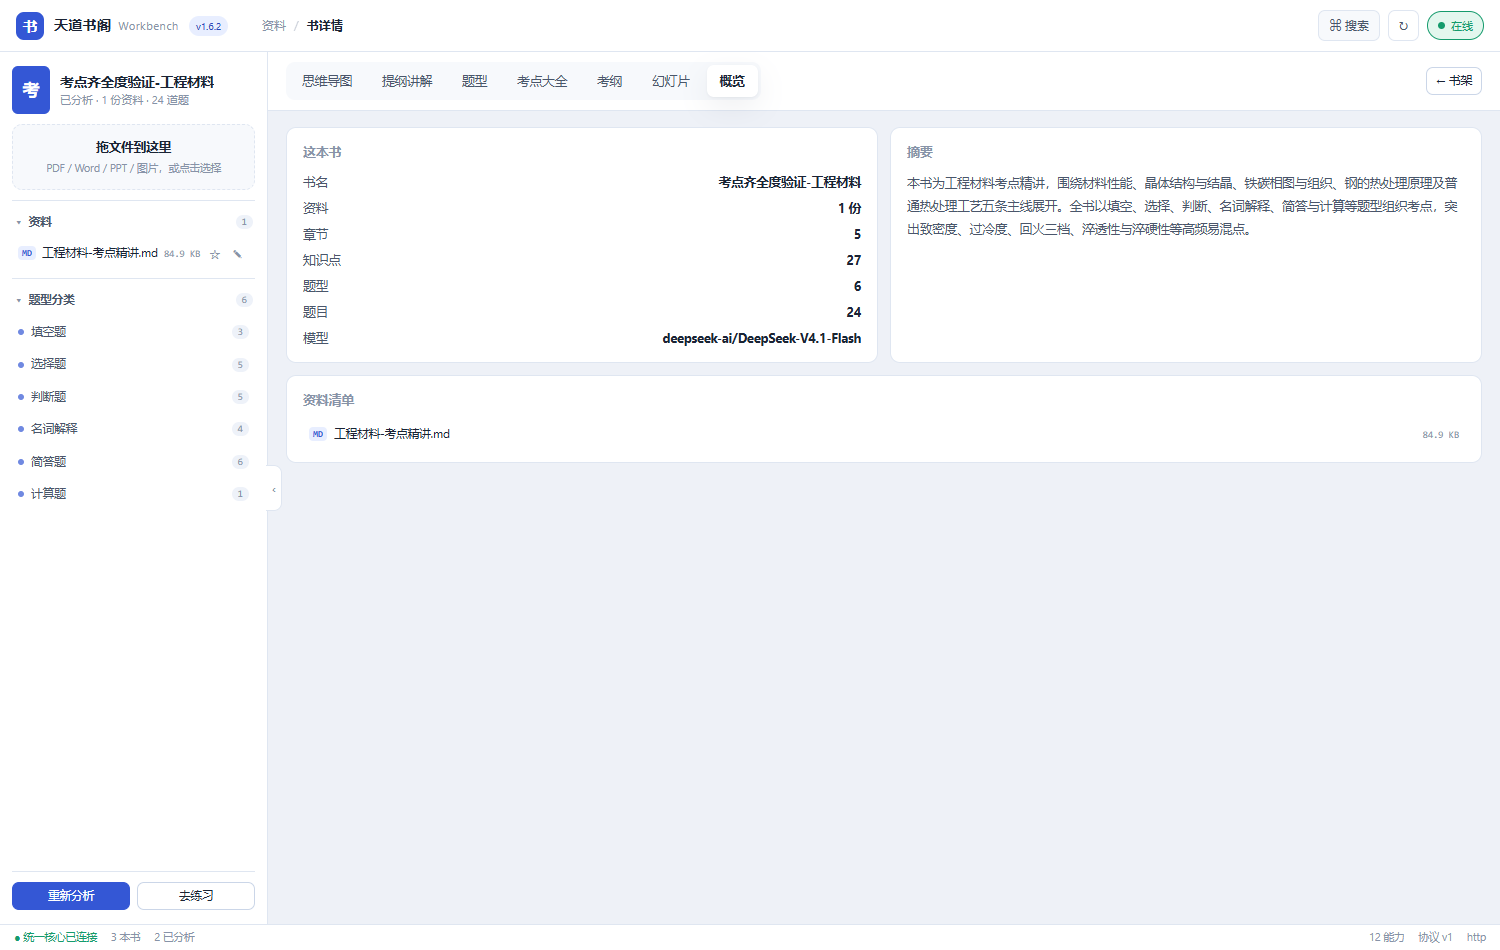 书 天道书阁 Workbench v1.6.2 资料 / 书详情 ⌘ 搜索 ↻ 在线
考 考点齐全度验证-工程材料
已分析 · 1 份资料 · 24 道题
拖文件到这里
PDF / Word / PPT / 图片，或点击选择
资料 1
MD 工程材料-考点精讲.md 84.9 KB
题型分类 6
填空题 3
选择题 5
判断题 5
名词解释 4
简答题 6
计算题 1
重新分析 去练习
思维导图 提纲讲解 题型 考点大全 考纲 幻灯片 概览 ← 书架
这本书
书名 考点齐全度验证-工程材料
资料 1 份
章节 5
知识点 27
题型 6
题目 24
模型 deepseek-ai/DeepSeek-V4.1-Flash
摘要
本书为工程材料考点精讲，围绕材料性能、晶体结构与结晶、铁碳相图与组织、钢的热处理原理及普
通热处理工艺五条主线展开。全书以填空、选择、判断、名词解释、简答与计算等题型组织考点，突
出致密度、过冷度、回火三档、淬透性与淬硬性等高频易混点。
资料清单
MD 工程材料-考点精讲.md 84.9 KB
统一核心已连接 3 本书 2 已分析 12 能力 协议 v1 http